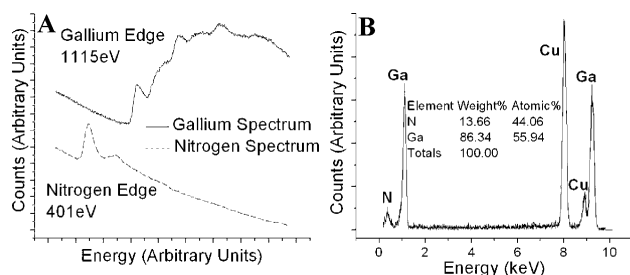 A
Gallium Edge
1115eV
Gallium Spectrum
Nitrogen Spectrum
Nitrogen Edge
401eV
Counts (Arbitrary Units)
Energy (Arbitrary Units)
B
Cu
Ga
Ga
Element Weight% Atomic%
N 13.66 44.06
Ga 86.34 55.94
Totals 100.00
N
Cu
Counts (Arbitrary Units)
0 2 4 6 8 10
Energy (keV)